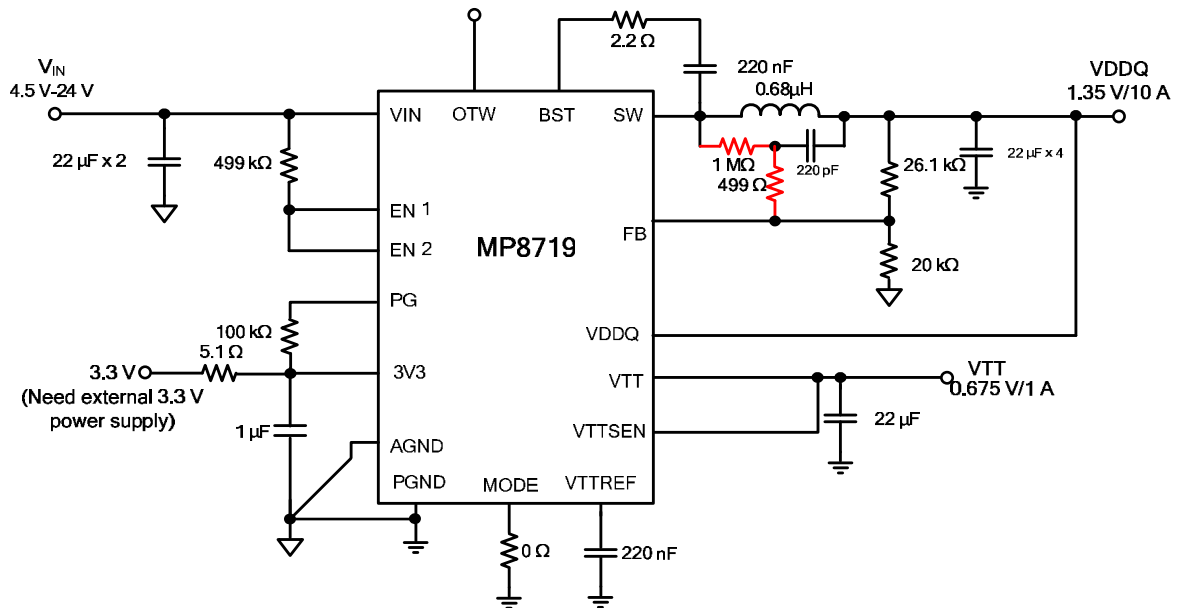 2.2 Ω
V_IN
4.5 V-24 V
220 nF
0.68µH
VDDQ
1.35 V/10 A
VIN
OTW
BST
SW
22 µF x 2
499 kΩ
1 MΩ
220 pF
499 Ω
26.1 kΩ
22 µF x 4
EN 1
FB
EN 2
MP8719
20 kΩ
PG
100 kΩ
5.1 Ω
VDDQ
3.3 V
(Need external 3.3 V
power supply)
3V3
VTT
VTT
0.675 V/1 A
1 µF
VTTSEN
22 µF
AGND
PGND
MODE
VTTREF
0 Ω
220 nF